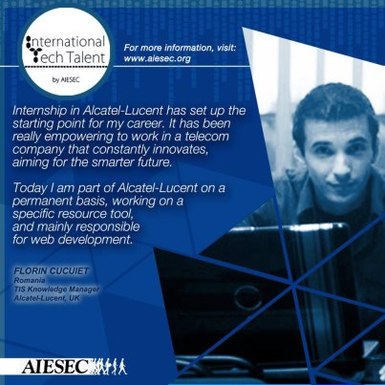 International
Tech Talent
by AIESEC
For more information, visit:
www.aiesec.org
Internship in Alcatel-Lucent has set up the
starting point for my career. It has been
really empowering to work in a telecom
company that constantly innovates,
aiming for the smarter future.
Today I am part of Alcatel-Lucent on a
permanent basis, working on a
specific resource tool,
and mainly responsible
for web development.
FLORIN CUCUIET
Romania
TIS Knowledge Manager
Alcatel-Lucent, UK
AIESEC